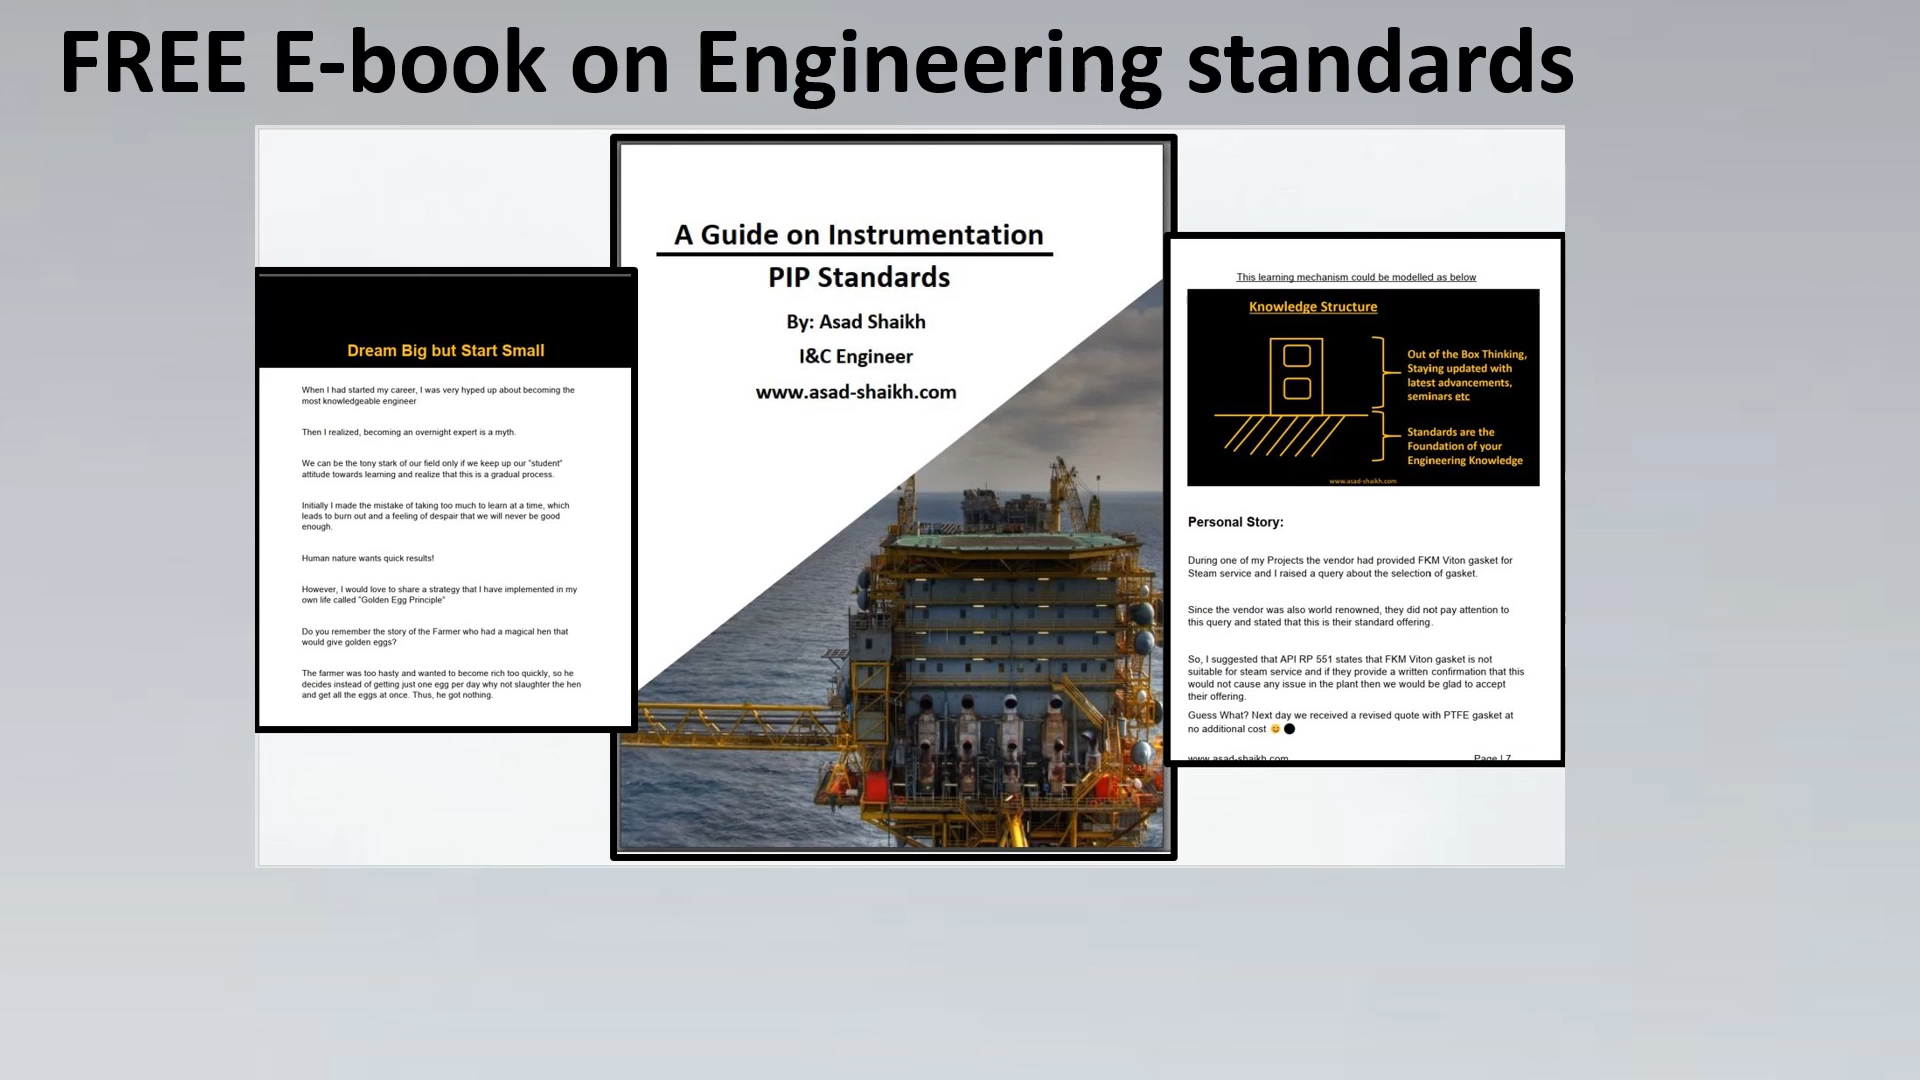 FREE E-book on Engineering standards
Dream Big but Start Small
When I had started my career, I was very hyped up about becoming the
most knowledgeable engineer
Then I realized, becoming an overnight expert is a myth.
We can be the tony stark of our field only if we keep up our "student"
attitude towards learning and realize that this is a gradual process.
Initially I made the mistake of taking too much to learn at a time, which
leads to burn out and a feeling of despair that we will never be good
enough.
Human nature wants quick results!
However, I would love to share a strategy that I have implemented in my
own life called "Golden Egg Principle"
Do you remember the story of the Farmer who had a magical hen that
would give golden eggs?
The farmer was too hasty and wanted to become rich too quickly, so he
decides instead of getting just one egg per day why not slaughter the hen
and get all the eggs at once. Thus, he got nothing.
A Guide on Instrumentation
PIP Standards
By: Asad Shaikh
I&C Engineer
www.asad-shaikh.com
This learning mechanism could be modelled as below
Knowledge Structure
Out of the Box Thinking,
Staying updated with
latest advancements,
seminars etc
Standards are the
Foundation of your
Engineering Knowledge
www.asad-shaikh.com
Personal Story:
During one of my Projects the vendor had provided FKM Viton gasket for
Steam service and I raised a query about the selection of gasket.
Since the vendor was also world renowned, they did not pay attention to
this query and stated that this is their standard offering.
So, I suggested that API RP 551 states that FKM Viton gasket is not
suitable for steam service and if they provide a written confirmation that this
would not cause any issue in the plant then we would be glad to accept
their offering.
Guess What? Next day we received a revised quote with PTFE gasket at
no additional cost
www.asad-shaikh.com
Page | 7